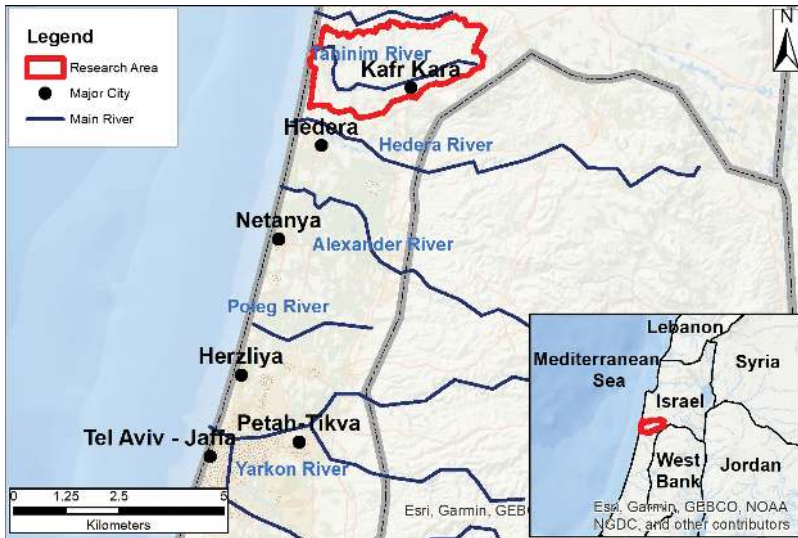 Legend
Research Area
Major City
Main River
N
Taninim River
Kafr Kara
Hedera
Hedera River
Netanya
Alexander River
Poleg River
Herzliya
Petah-Tikva
Tel Aviv - Jaffa
Yarkon River
0 1.25 2.5 5
Kilometers
Esri, Garmin, GEBC
Lebanon
Mediterranean
Sea
Syria
Israel
West
Bank
Jordan
Esri, Garmin, GEBCO, NOAA
NGDC, and other contributors